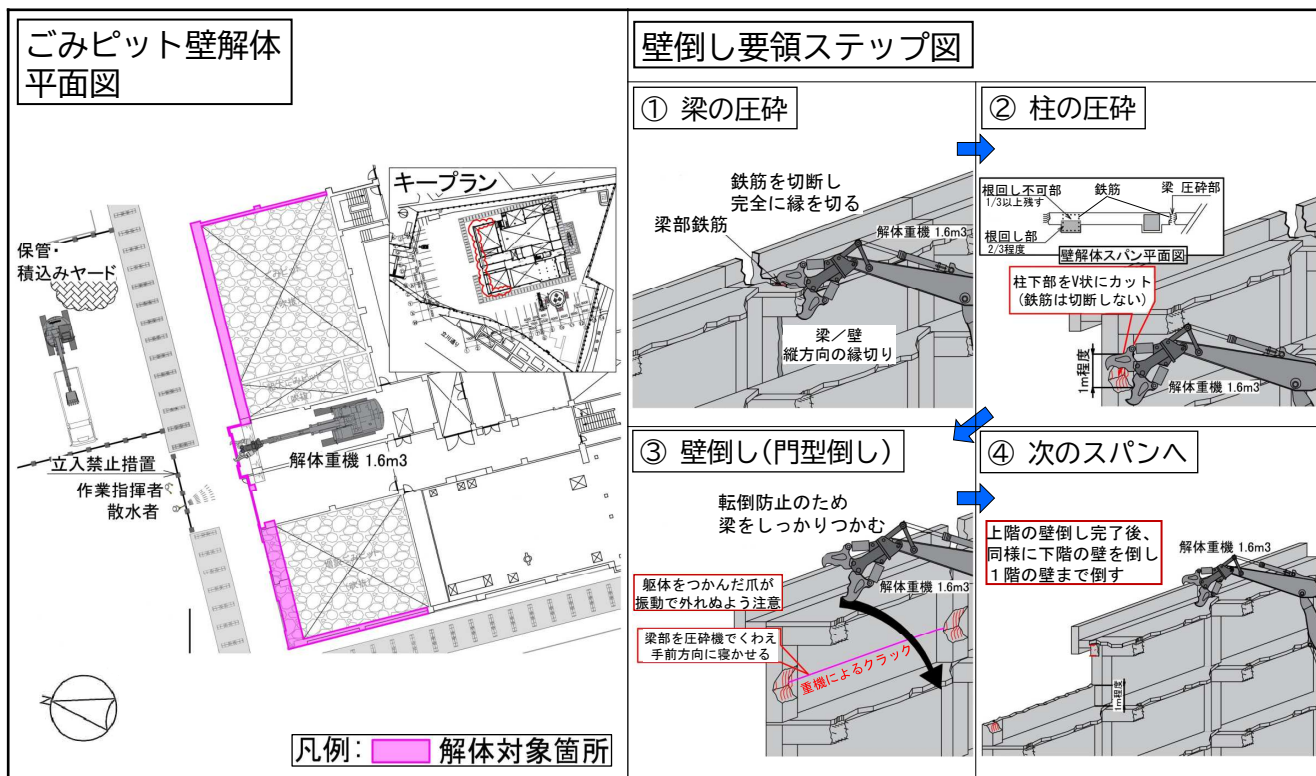 ごみピット壁解体
平面図
キープラン
保管・
積込みヤード
解体重機 1.6m3
立入禁止措置
作業指揮者
散水者
凡例:
解体対象箇所
壁倒し要領ステップ図
① 梁の圧砕
鉄筋を切断し
完全に縁を切る
梁部鉄筋
解体重機 1.6m3
梁/壁
縦方向の縁切り
② 柱の圧砕
根回し不可部
1/3以上残す
鉄筋
梁 圧砕部
根回し部
2/3程度
壁解体スパン平面図
柱下部をV状にカット
(鉄筋は切断しない)
1m程度
解体重機 1.6m3
③ 壁倒し(門型倒し)
転倒防止のため
梁をしっかりつかむ
解体重機 1.6m3
躯体をつかんだ爪が
振動で外れぬよう注意
梁部を圧砕機でくわえ
手前方向に寝かせる
重機によるクラック
④ 次のスパンへ
上階の壁倒し完了後、
同様に下階の壁を倒し
1階の壁まで倒す
解体重機 1.6m3
1m程度